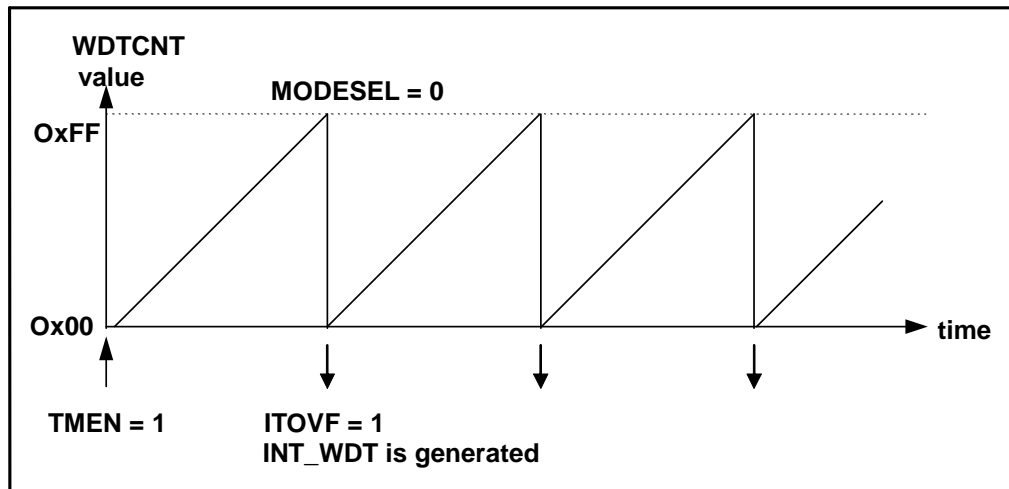 WDTCNT
value
MODESEL = 0
OxFF
Ox00
time
TMEN = 1
ITOVF = 1
INT_WDT is generated